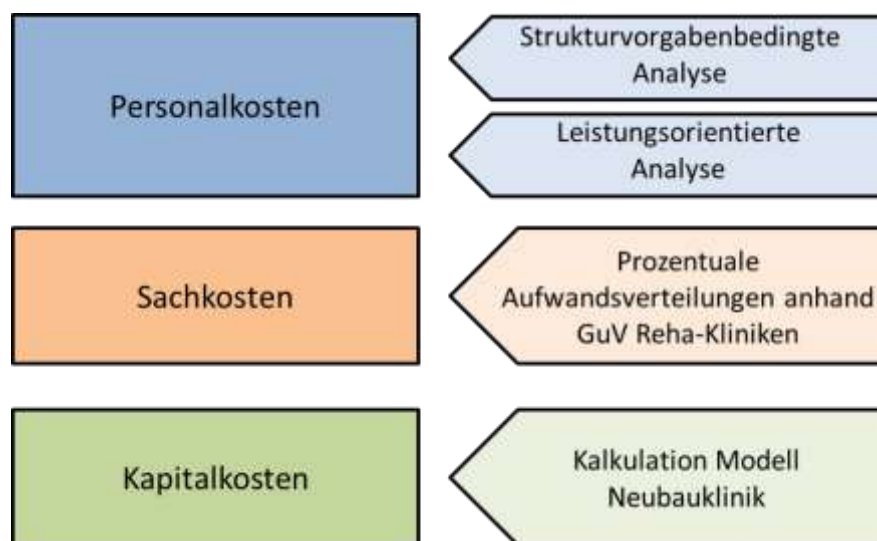 Personalkosten
Strukturvorgabenbedingte
Analyse
Leistungsorientierte
Analyse
Sachkosten
Prozentuale
Aufwandsverteilungen anhand
GuV Reha-Kliniken
Kapitalkosten
Kalkulation Modell
Neubauklinik